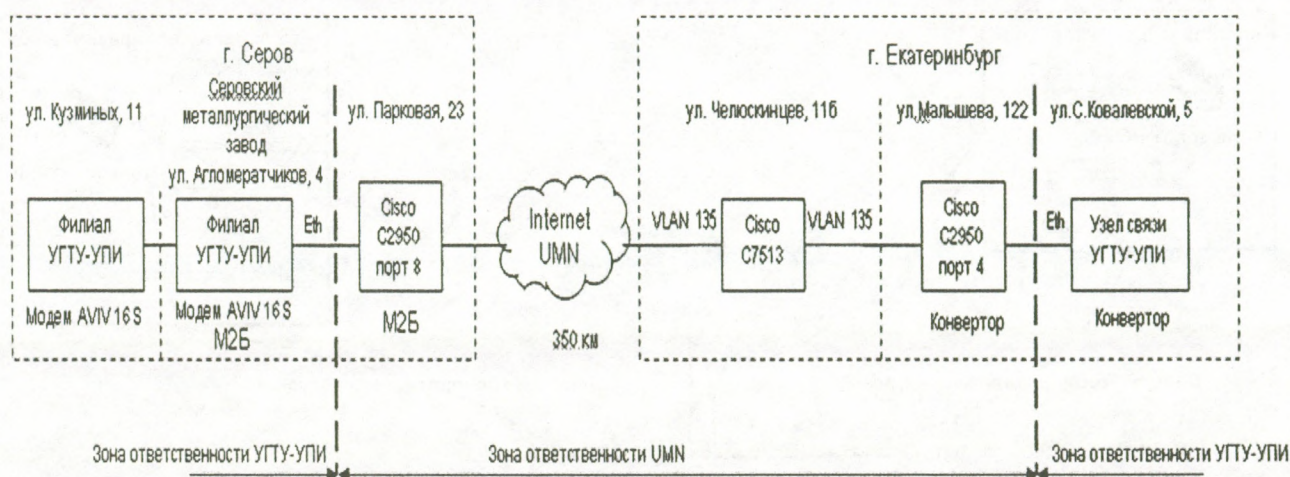 г. Серов
ул. Кузминых, 11
Серовский
металлургический
завод
ул. Агломератчиков, 4
ул. Парковая, 23
Филиал
УГТУ-УПИ
Модем AVIV 16 S
Филиал
УГТУ-УПИ
Eth
Модем AVIV 16 S
М2Б
Cisco
C2950
порт 8
М2Б
Internet
UMN
350 км
г. Екатеринбург
ул. Челюскинцев, 11б
ул.Малышева, 122
ул.С.Ковалевской, 5
VLAN 135
Cisco
C7513
VLAN 135
Cisco
C2950
порт 4
Конвертор
Eth
Узел связи
УГТУ-УПИ
Конвертор
Зона ответственности УГТУ-УПИ
Зона ответственности UMN
Зона ответственности УГТУ-УПИ